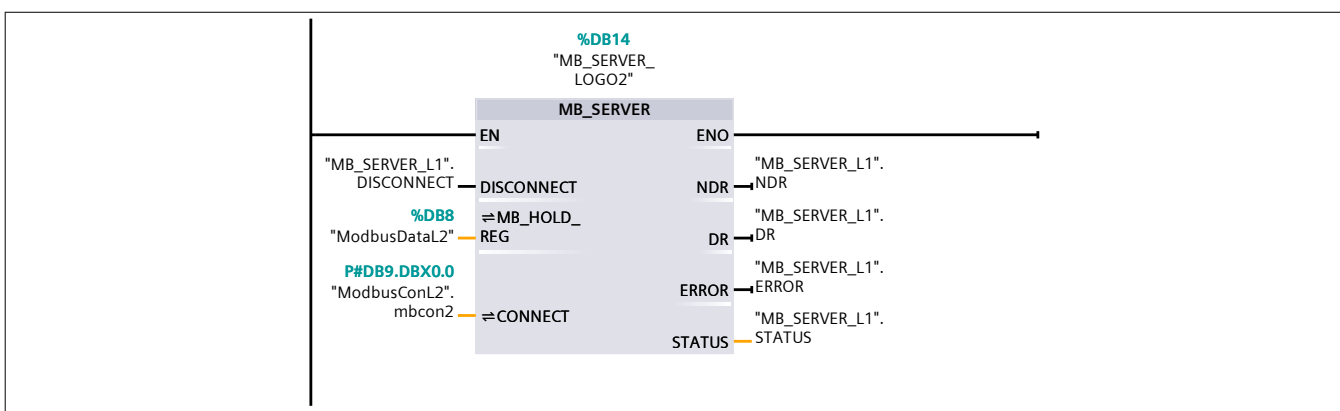 %DB14
"MB_SERVER_
LOGO2"
MB_SERVER
EN
ENO
"MB_SERVER_L1".
DISCONNECT
DISCONNECT
NDR
"MB_SERVER_L1".
NDR
%DB8
"ModbusDataL2"
⇌MB_HOLD_
REG
DR
"MB_SERVER_L1".
DR
P#DB9.DBX0.0
"ModbusConL2".
mbcon2
⇌CONNECT
ERROR
"MB_SERVER_L1".
ERROR
STATUS
"MB_SERVER_L1".
STATUS